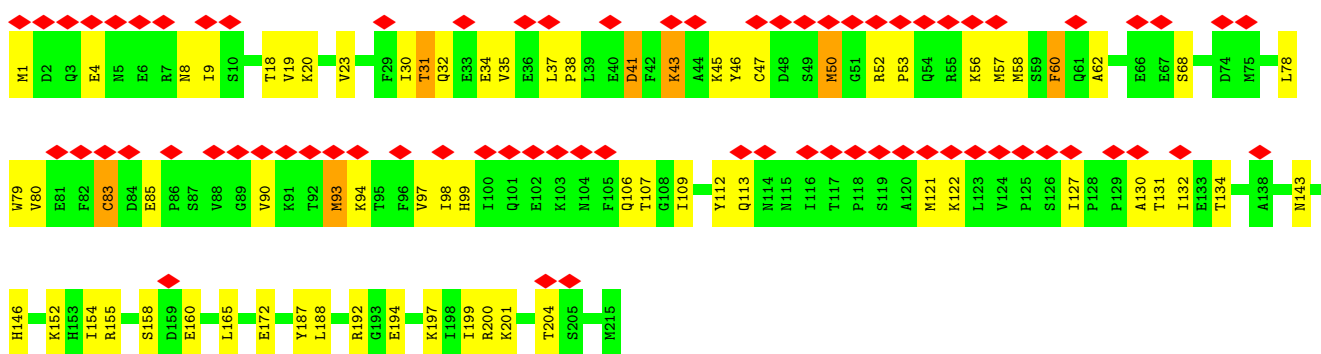 M1 D2 Q3 E4 N5 E6 R7 N8 I9 S10 T18 V19 K20 V23 F29 I30 T31 Q32 E33 E34 V35 E36 L37 P38 L39 E40 D41 F42 K43 A44 K45 Y46 C47 D48 S49 M50 G51 R52 P53 Q54 R55 K56 M57 M58 S59 F60 Q61 A62 E66 E67 S68 D74 M75 L78
W79 V80 E81 F82 C83 D84 E85 P86 S87 V88 G89 V90 K91 T92 M93 K94 T95 F96 V97 I98 H99 I100 Q101 E102 K103 N104 F105 Q106 T107 G108 I109 Y112 Q113 N114 N115 I116 T117 P118 S119 A120 M121 K122 L123 V124 P125 S126 I127 P128 P129 A130 T131 I132 E133 T134 A138 N143
H146 K152 H153 I154 R155 S158 D159 E160 L165 E172 Y187 L188 R192 G193 E194 K197 I198 I199 R200 K201 T204 S205 M215